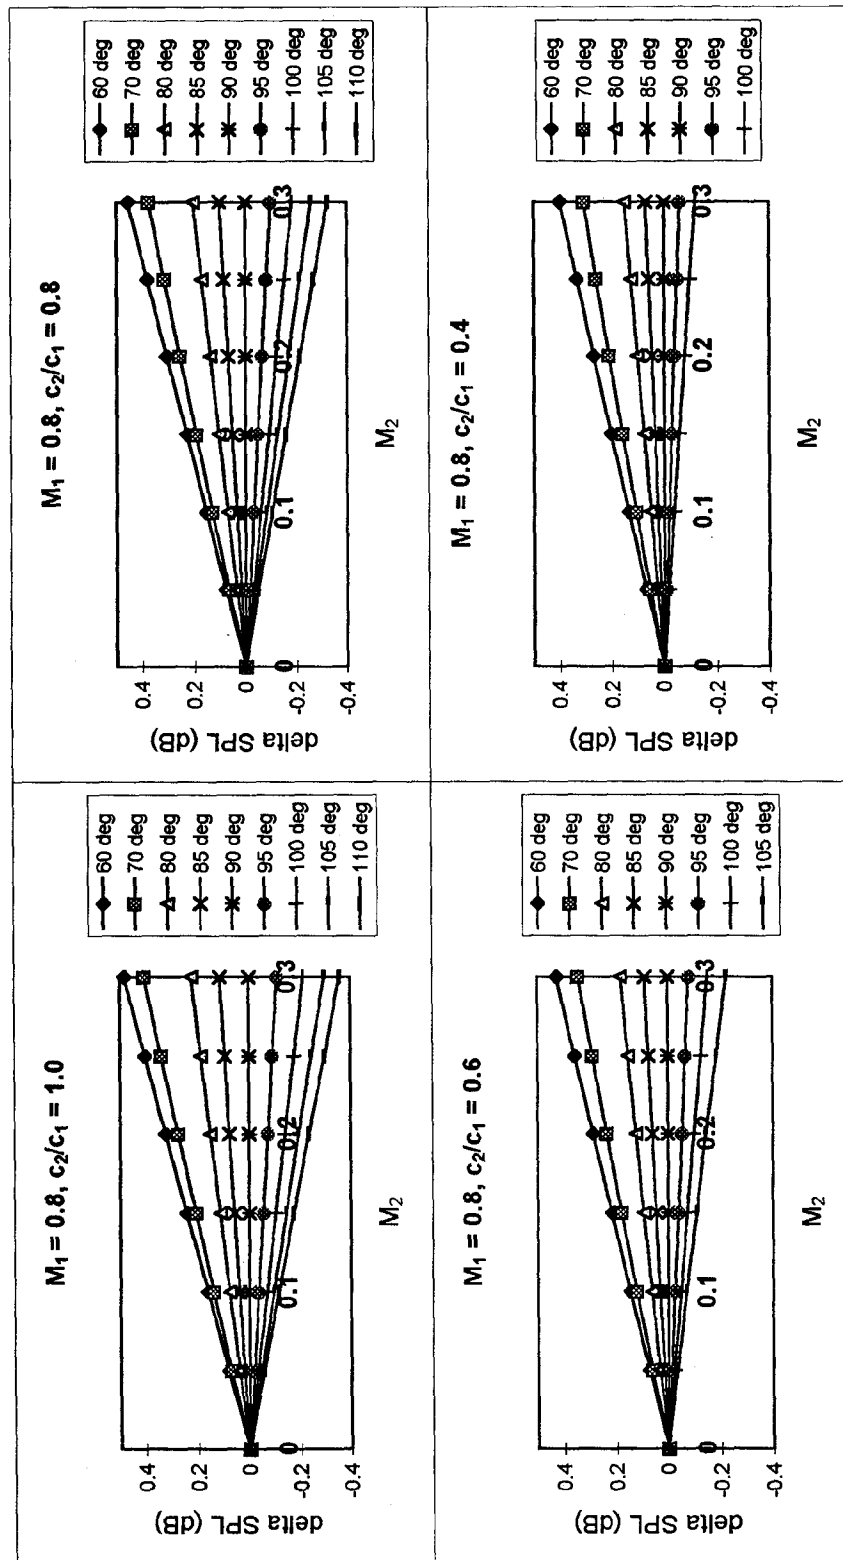 M₁ = 0.8, c₂/c₁ = 1.0
delta SPL (dB)
0.4
0.2
0
-0.2
-0.4
0
0.1
0.2
0.3
M₂
60 deg
70 deg
80 deg
85 deg
90 deg
95 deg
100 deg
105 deg
110 deg
M₁ = 0.8, c₂/c₁ = 0.8
delta SPL (dB)
0.4
0.2
0
-0.2
-0.4
0
0.1
0.2
0.3
M₂
60 deg
70 deg
80 deg
85 deg
90 deg
95 deg
100 deg
105 deg
110 deg
M₁ = 0.8, c₂/c₁ = 0.6
delta SPL (dB)
0.4
0.2
0
-0.2
-0.4
0
0.1
0.2
0.3
M₂
60 deg
70 deg
80 deg
85 deg
90 deg
95 deg
100 deg
105 deg
M₁ = 0.8, c₂/c₁ = 0.4
delta SPL (dB)
0.4
0.2
0
-0.2
-0.4
0
0.1
0.2
0.3
M₂
60 deg
70 deg
80 deg
85 deg
90 deg
95 deg
100 deg